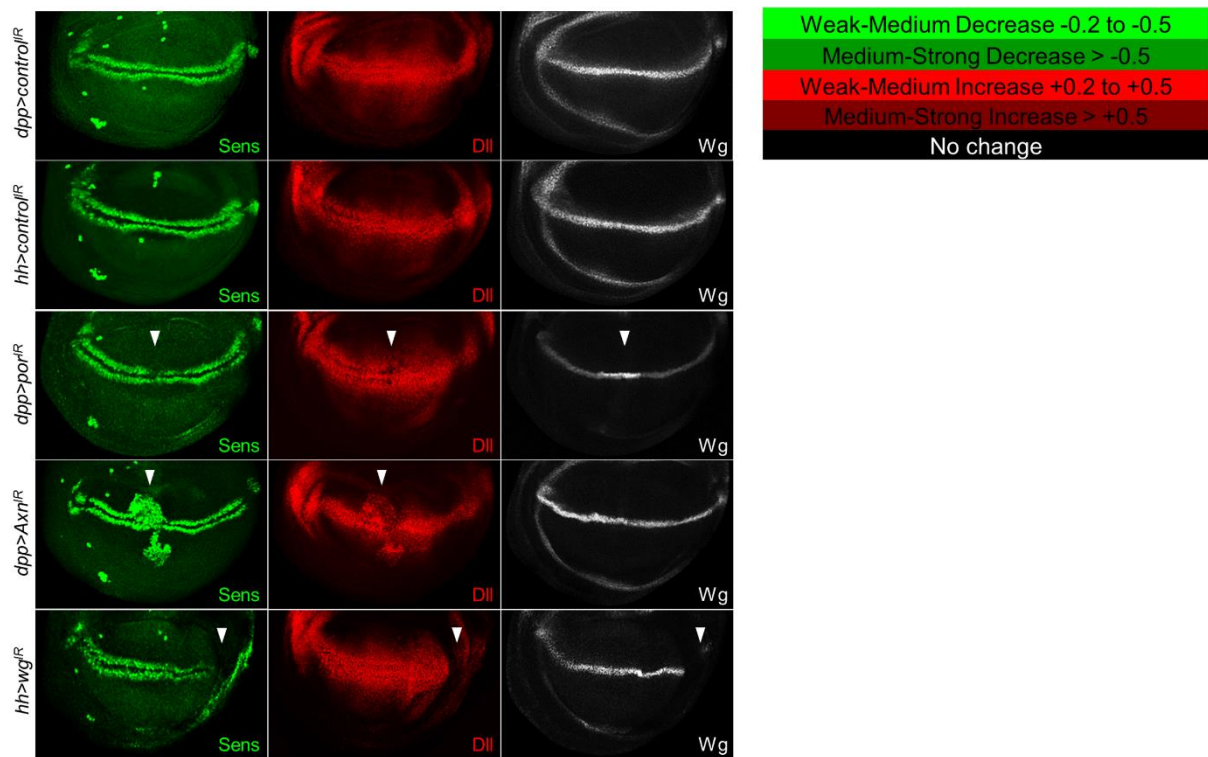 dpp>control^IR
Sens
Dll
Wg
hh>control^IR
Sens
Dll
Wg
dpp>por^IR
Sens
Dll
Wg
dpp>Axn^IR
Sens
Dll
Wg
hh>wg^IR
Sens
Dll
Wg
Weak-Medium Decrease -0.2 to -0.5
Medium-Strong Decrease > -0.5
Weak-Medium Increase +0.2 to +0.5
Medium-Strong Increase > +0.5
No change